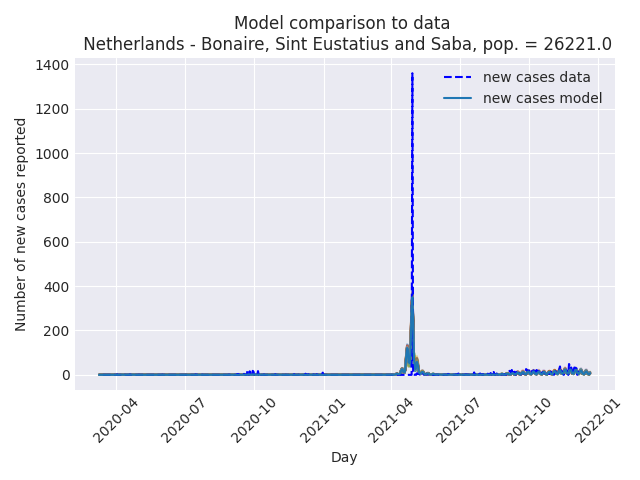 Model comparison to data
Netherlands - Bonaire, Sint Eustatius and Saba, pop. = 26221.0
new cases data
new cases model
Number of new cases reported
1400
1200
1000
800
600
400
200
0
2020-04
2020-07
2020-10
2021-01
2021-04
2021-07
2021-10
2022-01
Day